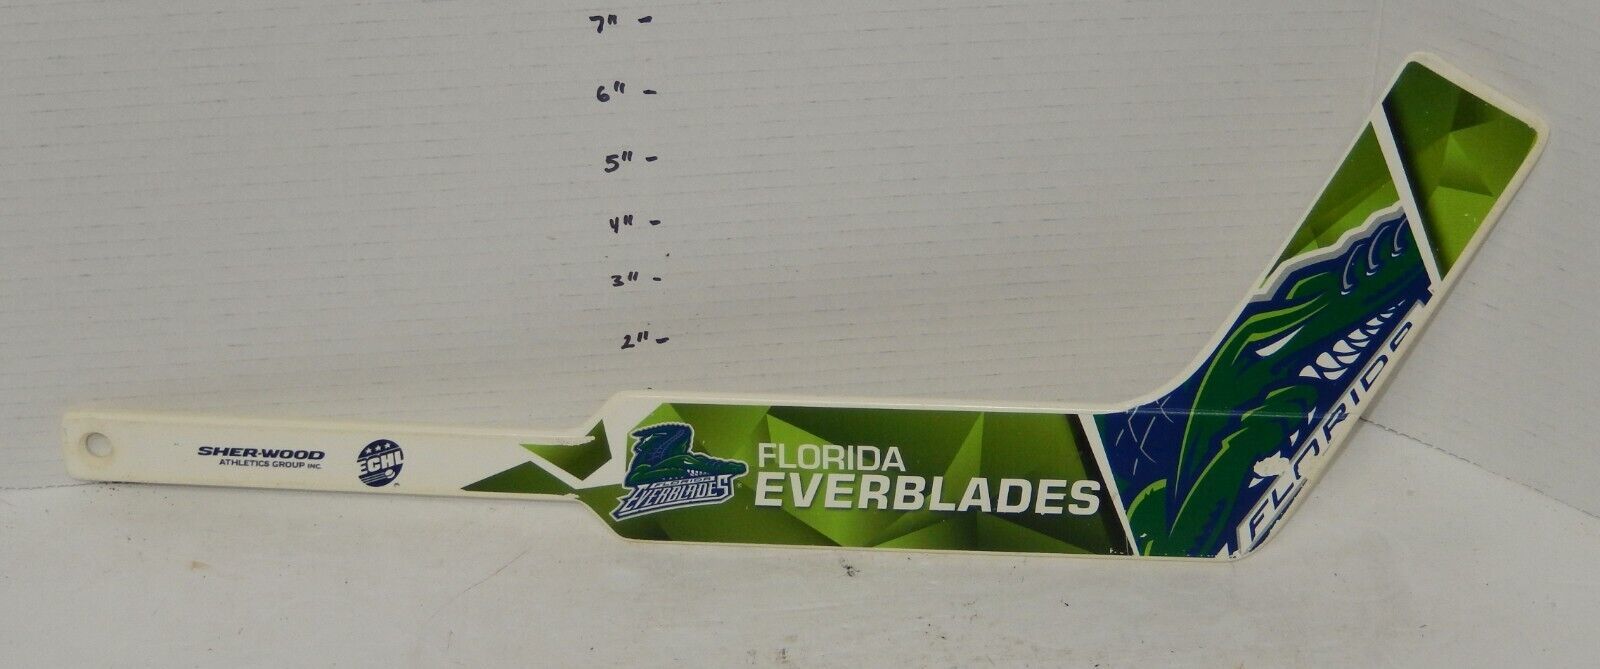 7" -
6" -
5" -
4" -
3" -
2" -
SHER-WOOD
ATHLETICS GROUP INC.
ECHL
FLORIDA
EVERBLADES
FLORIDA
EVERBLADES
FLORIDA